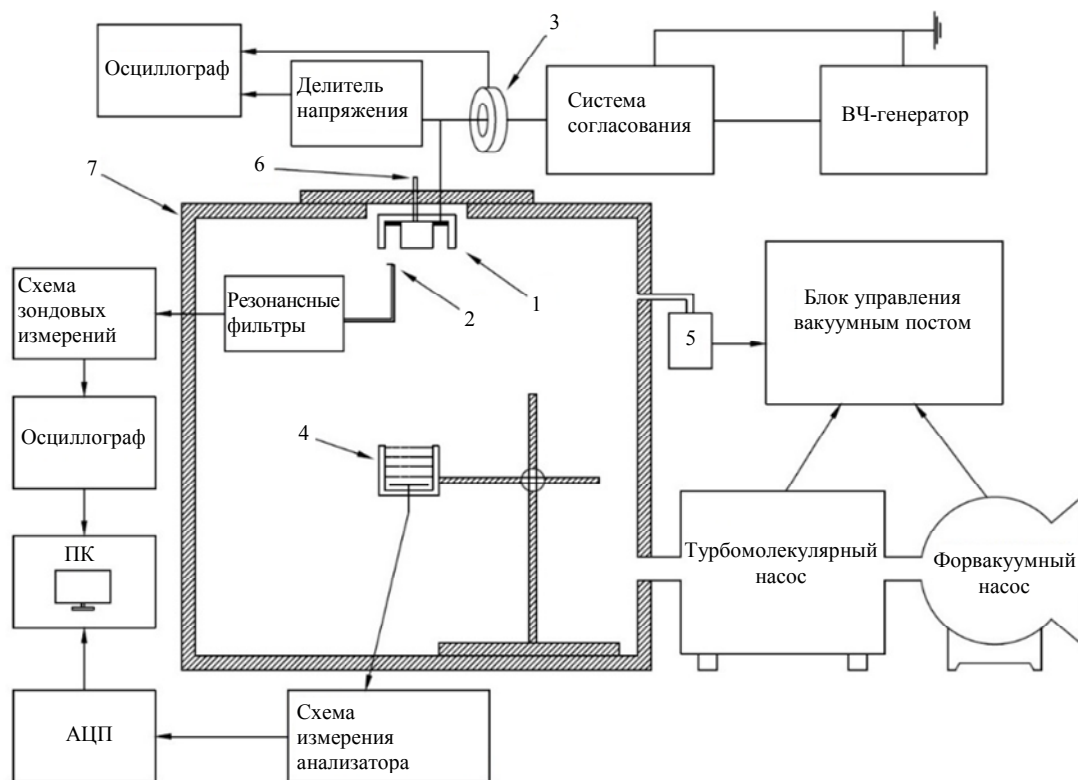 Осциллограф
Делитель
напряжения
3
Система
согласования
ВЧ-генератор
6
7
1
2
Схема
зондовых
измерений
Резонансные
фильтры
5
Блок управления
вакуумным постом
Осциллограф
4
ПК
Турбомолекулярный
насос
Форвакуумный
насос
АЦП
Схема
измерения
анализатора